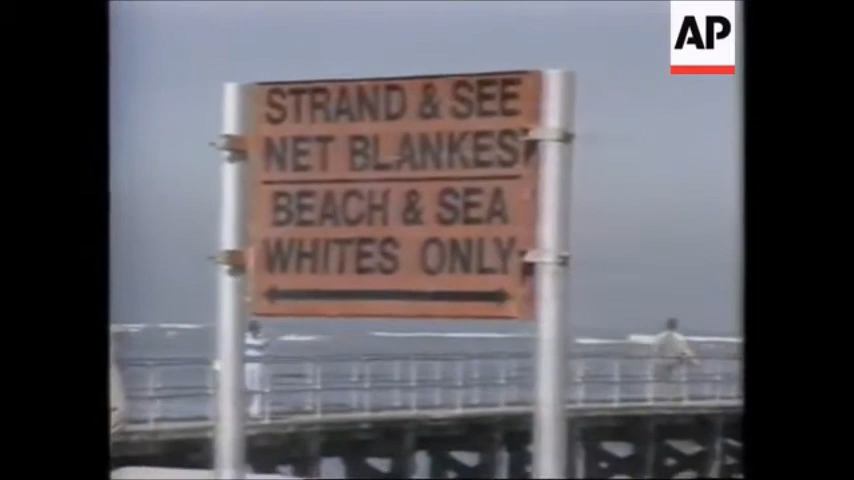 AP
STRAND & SEE
NET BLANKES
BEACH & SEA
WHITES ONLY